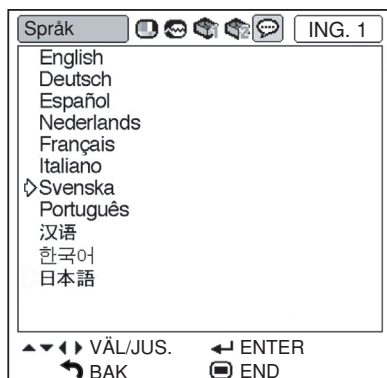 Språk ING. 1
English
Deutsch
Español
Nederlands
Français
Italiano
Svenska
Português
汉语
한국어
日本語
VÄL/JUS. ENTER
BAK END